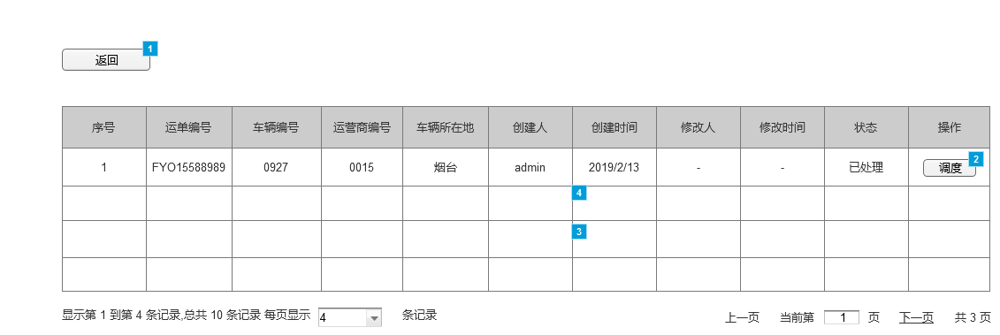 返回 1
序号 运单编号 车辆编号 运营商编号 车辆所在地 创建人 创建时间 修改人 修改时间 状态 操作
1 FYO15588989 0927 0015 烟台 admin 2019/2/13 - - 已处理 调度 2
4
3
显示第 1 到第 4 条记录,总共 10 条记录 每页显示 4 条记录 上一页 当前第 1 页 下一页 共 3 页